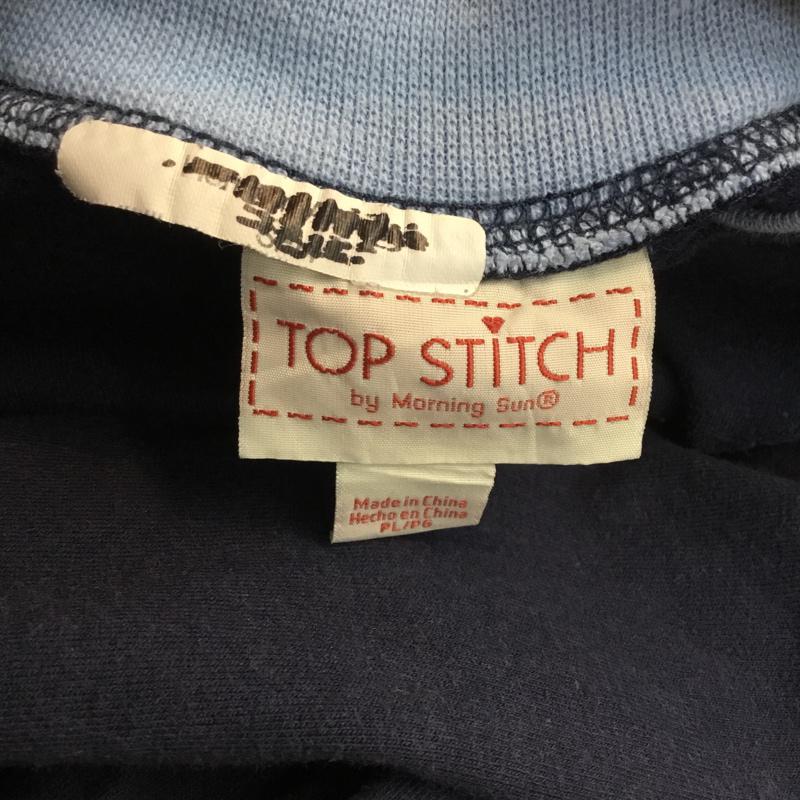 TOP STITCH
by Morning Sun®
Made in China
Hecho en China
PL/PG